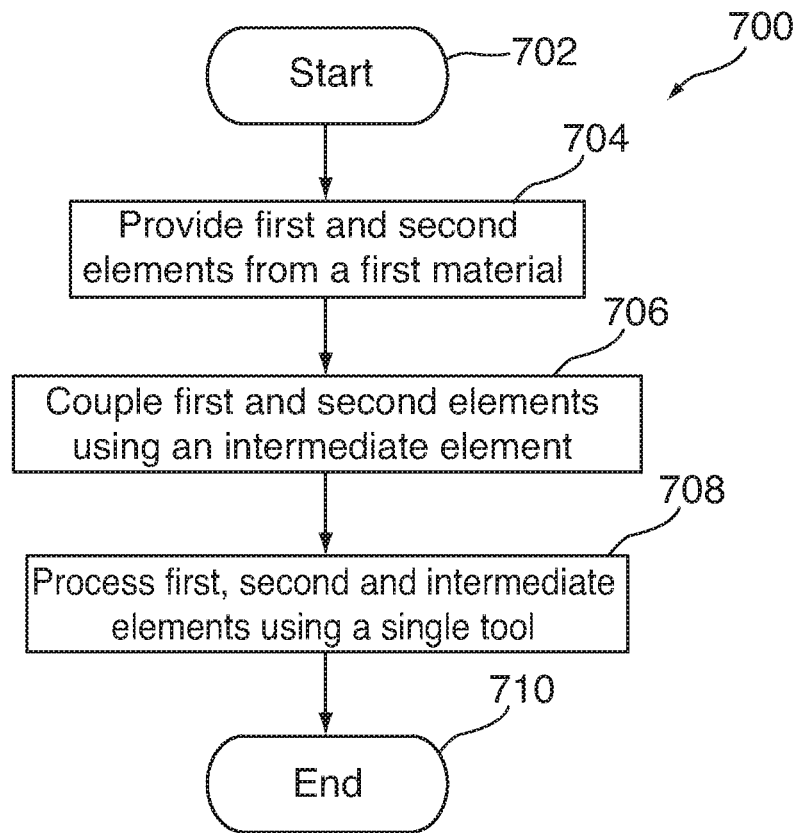 700
702
Start
704
Provide first and second
elements from a first material
706
Couple first and second elements
using an intermediate element
708
Process first, second and intermediate
elements using a single tool
710
End